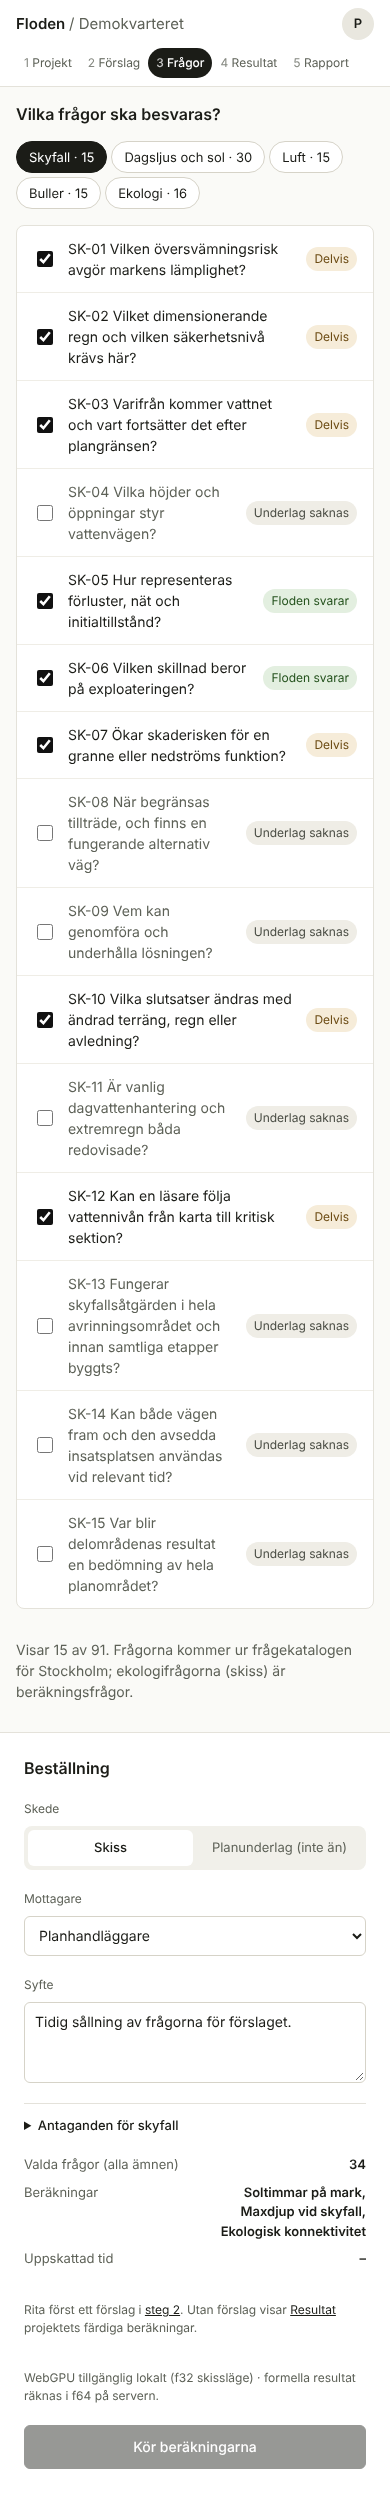 Floden / Demokvarteret
P
1 Projekt 2 Förslag 3 Frågor 4 Resultat 5 Rapport
Vilka frågor ska besvaras?
Skyfall · 15 Dagsljus och sol · 30 Luft · 15
Buller · 15 Ekologi · 16
SK-01 Vilken översvämningsrisk
avgör markens lämplighet?
Delvis
SK-02 Vilket dimensionerande
regn och vilken säkerhetsnivå
krävs här?
Delvis
SK-03 Varifrån kommer vattnet
och vart fortsätter det efter
plangränsen?
Delvis
SK-04 Vilka höjder och
öppningar styr
vattenvägen?
Underlag saknas
SK-05 Hur representeras
förluster, nät och
initialtillstånd?
Floden svarar
SK-06 Vilken skillnad beror
på exploateringen?
Floden svarar
SK-07 Ökar skaderisken för en
granne eller nedströms funktion?
Delvis
SK-08 När begränsas
tillträde, och finns en
fungerande alternativ
väg?
Underlag saknas
SK-09 Vem kan
genomföra och
underhålla lösningen?
Underlag saknas
SK-10 Vilka slutsatser ändras med
ändrad terräng, regn eller
avledning?
Delvis
SK-11 Är vanlig
dagvattenhantering och
extremregn båda
redovisade?
Underlag saknas
SK-12 Kan en läsare följa
vattennivån från karta till kritisk
sektion?
Delvis
SK-13 Fungerar
skyfallsåtgärden i hela
avrinningsområdet och
innan samtliga etapper
byggts?
Underlag saknas
SK-14 Kan både vägen
fram och den avsedda
insatsplatsen användas
vid relevant tid?
Underlag saknas
SK-15 Var blir
delområdenas resultat
en bedömning av hela
planområdet?
Underlag saknas
Visar 15 av 91. Frågorna kommer ur frågekatalogen
för Stockholm; ekologifrågorna (skiss) är
beräkningsfrågor.
Beställning
Skede
Skiss Planunderlag (inte än)
Mottagare
Planhandläggare
Syfte
Tidig sållning av frågorna för förslaget.
Antaganden för skyfall
Valda frågor (alla ämnen) 34
Beräkningar Soltimmar på mark,
Maxdjup vid skyfall,
Ekologisk konnektivitet
Uppskattad tid –
Rita först ett förslag i steg 2. Utan förslag visar Resultat
projektets färdiga beräkningar.
WebGPU tillgänglig lokalt (f32 skissläge) · formella resultat
räknas i f64 på servern.
Kör beräkningarna